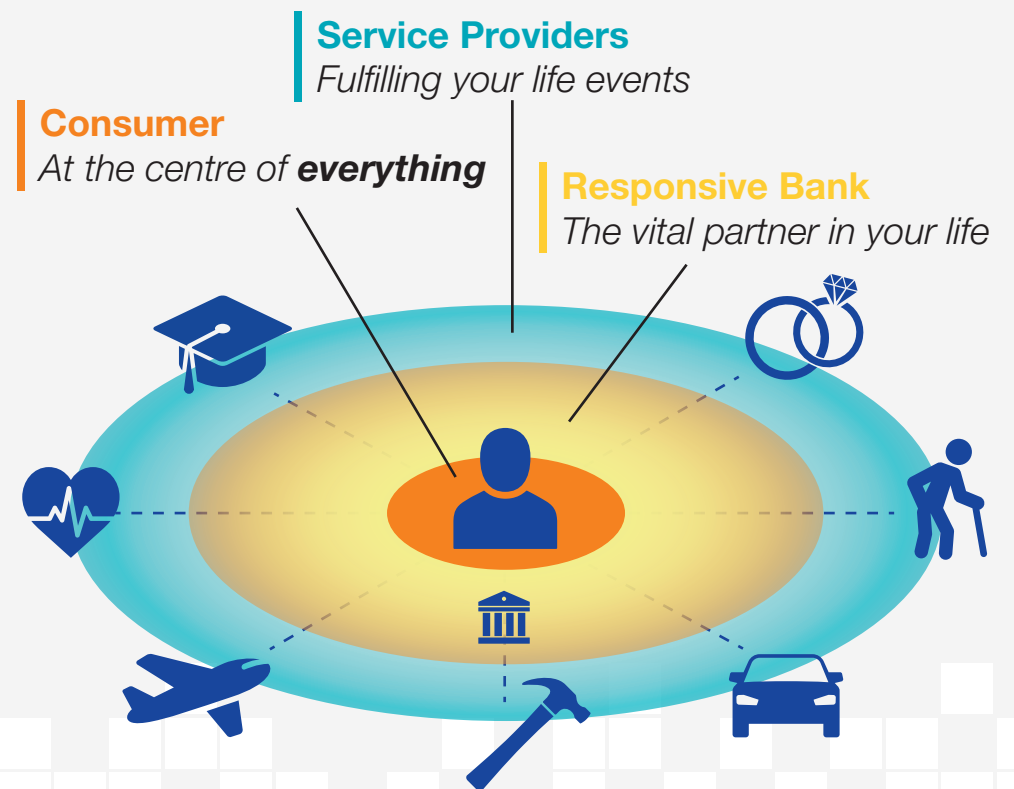 Service Providers
Fulfilling your life events
Consumer
At the centre of everything
Responsive Bank
The vital partner in your life